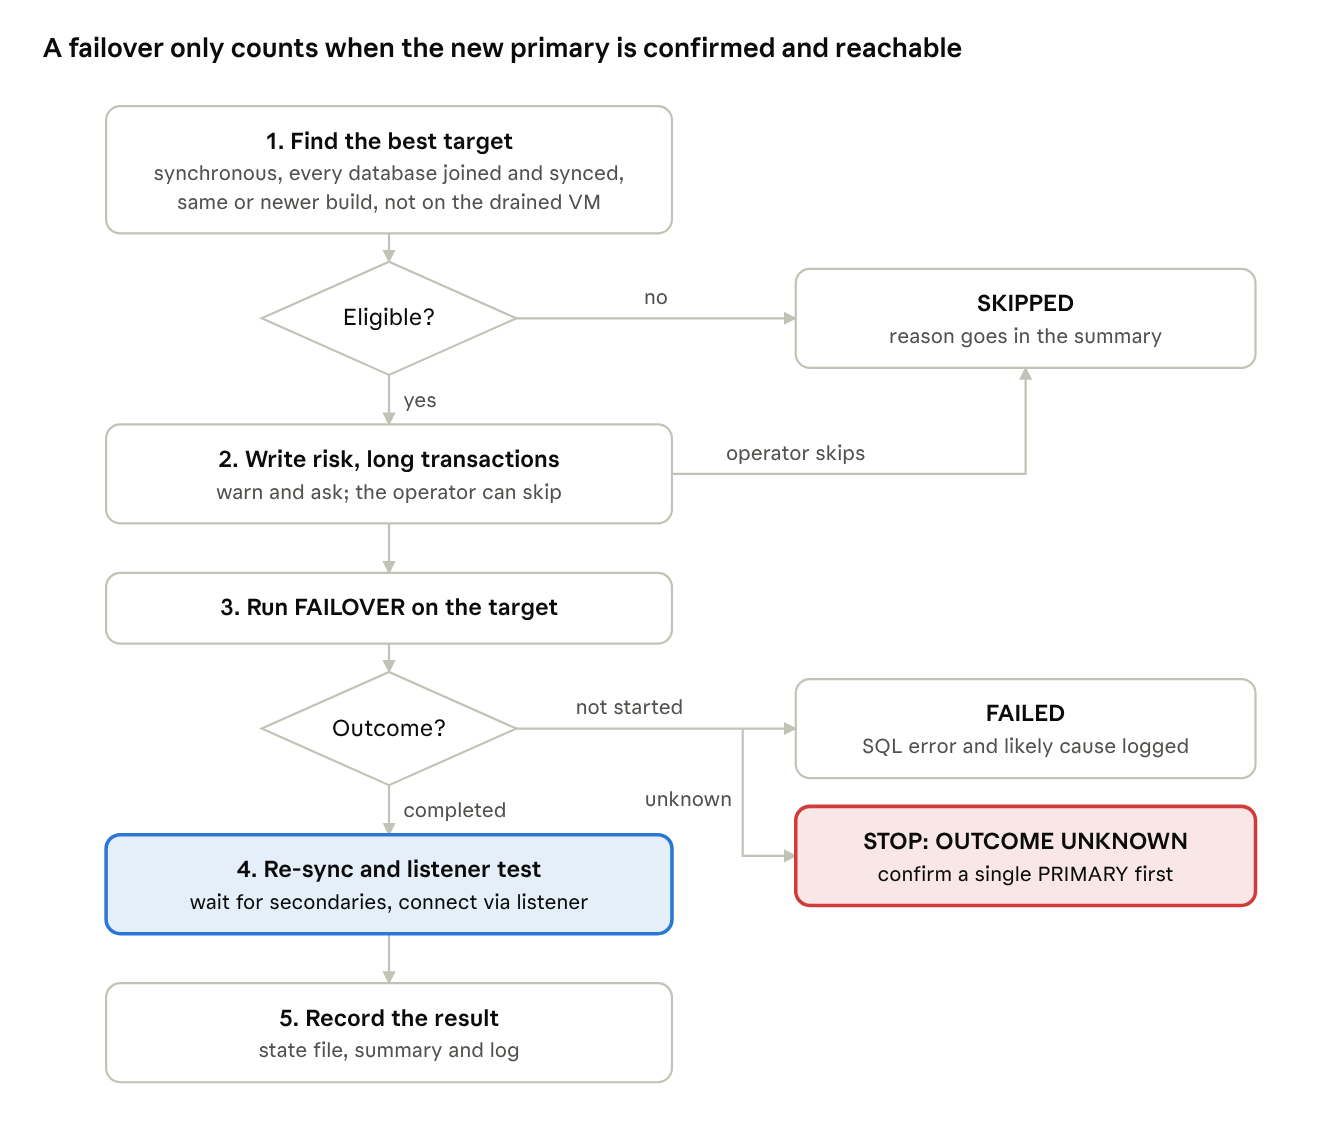 A failover only counts when the new primary is confirmed and reachable
1. Find the best target
synchronous, every database joined and synced,
same or newer build, not on the drained VM
Eligible?
no
SKIPPED
reason goes in the summary
yes
2. Write risk, long transactions
warn and ask; the operator can skip
operator skips
3. Run FAILOVER on the target
Outcome?
not started
FAILED
SQL error and likely cause logged
unknown
STOP: OUTCOME UNKNOWN
confirm a single PRIMARY first
completed
4. Re-sync and listener test
wait for secondaries, connect via listener
5. Record the result
state file, summary and log